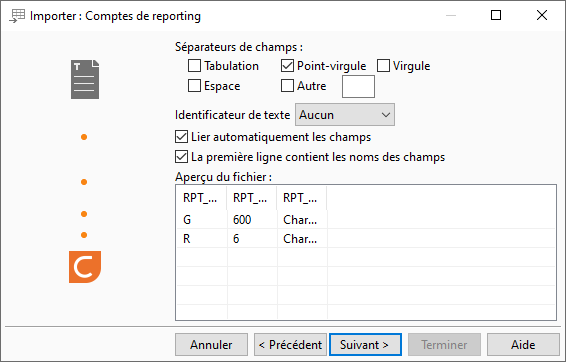 Importer : Comptes de reporting
Séparateurs de champs :
Tabulation Point-virgule Virgule
Espace Autre
Identificateur de texte Aucun
Lier automatiquement les champs
La première ligne contient les noms des champs
Aperçu du fichier :
RPT_... RPT_... RPT_...
G 600 Char...
R 6 Char...
Annuler < Précédent Suivant > Terminer Aide